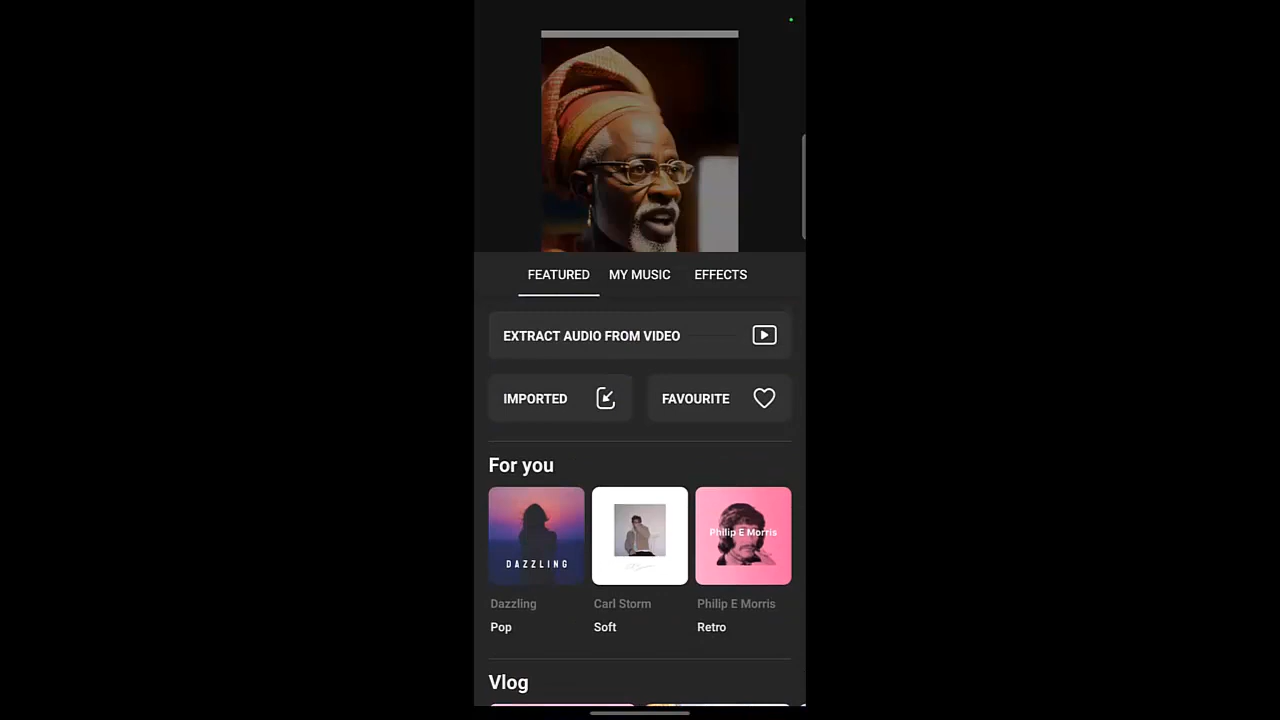 FEATURED MY MUSIC EFFECTS
EXTRACT AUDIO FROM VIDEO
IMPORTED FAVOURITE
For you
DAZZLING
Philip E Morris
Dazzling Carl Storm Philip E Morris
Pop Soft Retro
Vlog